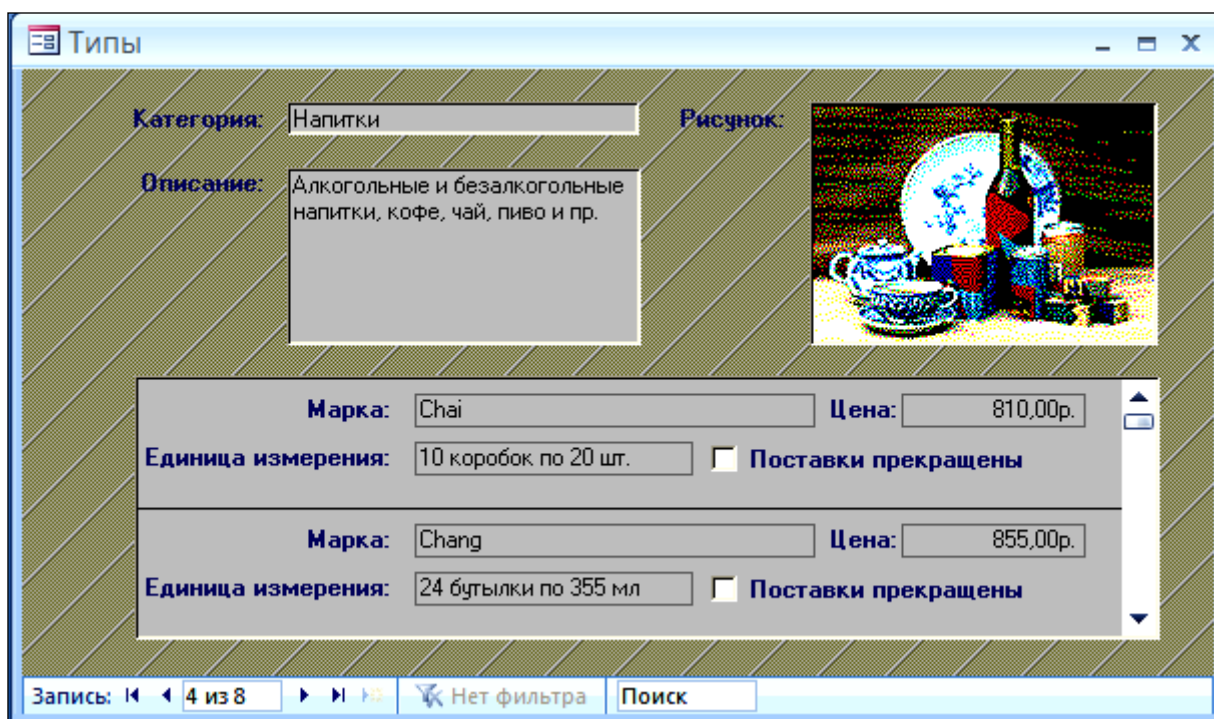 Типы
Категория: Напитки Рисунок:
Описание: Алкогольные и безалкогольные
напитки, кофе, чай, пиво и пр.
Марка: Chai Цена: 810,00р.
Единица измерения: 10 коробок по 20 шт. Поставки прекращены
Марка: Chang Цена: 855,00р.
Единица измерения: 24 бутылки по 355 мл Поставки прекращены
Запись: 4 из 8 Нет фильтра Поиск